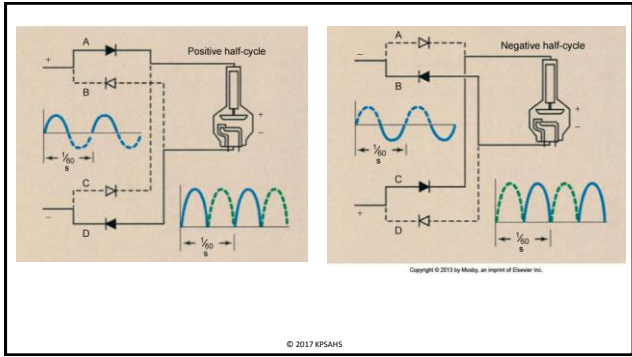 A
Positive half-cycle
+
B
+
−
1/60
s
C
−
D
1/60
s
A
Negative half-cycle
−
B
+
−
1/60
s
C
+
D
1/60
s
Copyright © 2013 by Mosby, an imprint of Elsevier Inc.
© 2017 KPSAHS